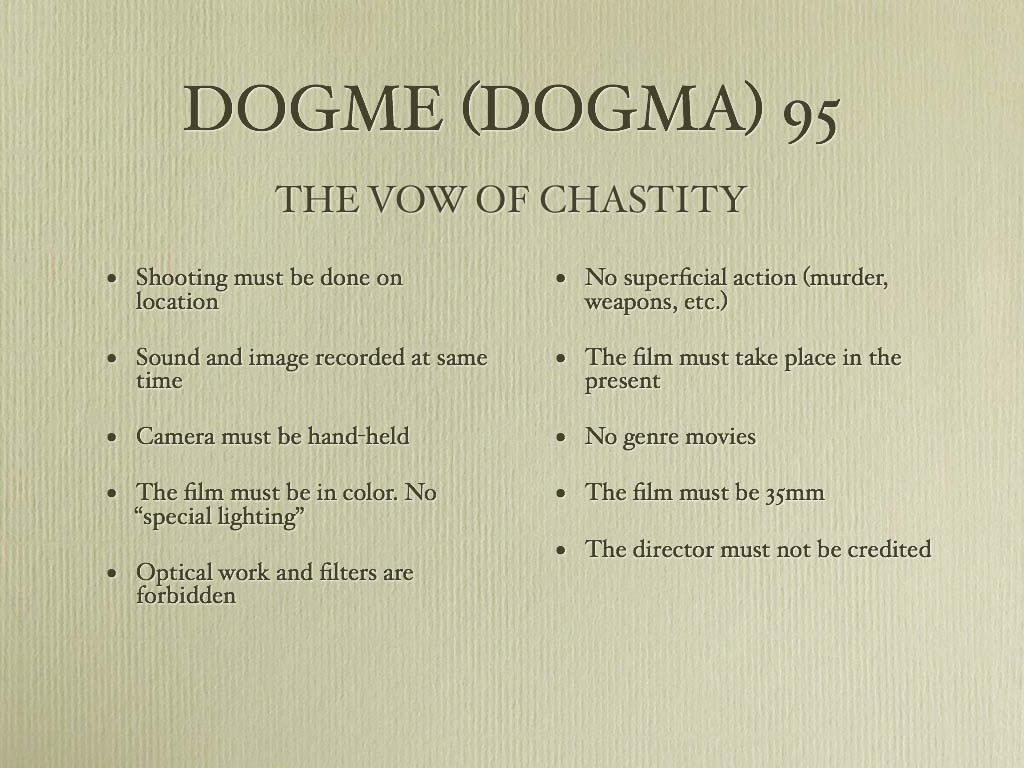 DOGME (DOGMA) 95
THE VOW OF CHASTITY
• Shooting must be done on
location
• Sound and image recorded at same
time
• Camera must be hand-held
• The film must be in color. No
“special lighting”
• Optical work and filters are
forbidden
• No superficial action (murder,
weapons, etc.)
• The film must take place in the
present
• No genre movies
• The film must be 35mm
• The director must not be credited